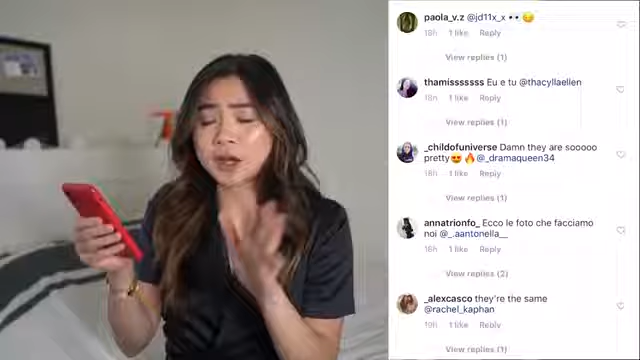 paola_v.z @jd11x_x 👀😏
18h 1 like Reply
View replies (1)
thamisssssss Eu e tu @thacyllaellen
18h 1 like Reply
View replies (1)
_childofuniverse Damn they are sooooo
pretty😍🔥@_dramaqueen34
18h 1 like Reply
View replies (1)
annatrionfo_ Ecco le foto che facciamo
noi @_.aantonella__
18h 1 like Reply
View replies (2)
_alexcasco they're the same
@rachel_kaphan
19h 1 like Reply
View replies (1)